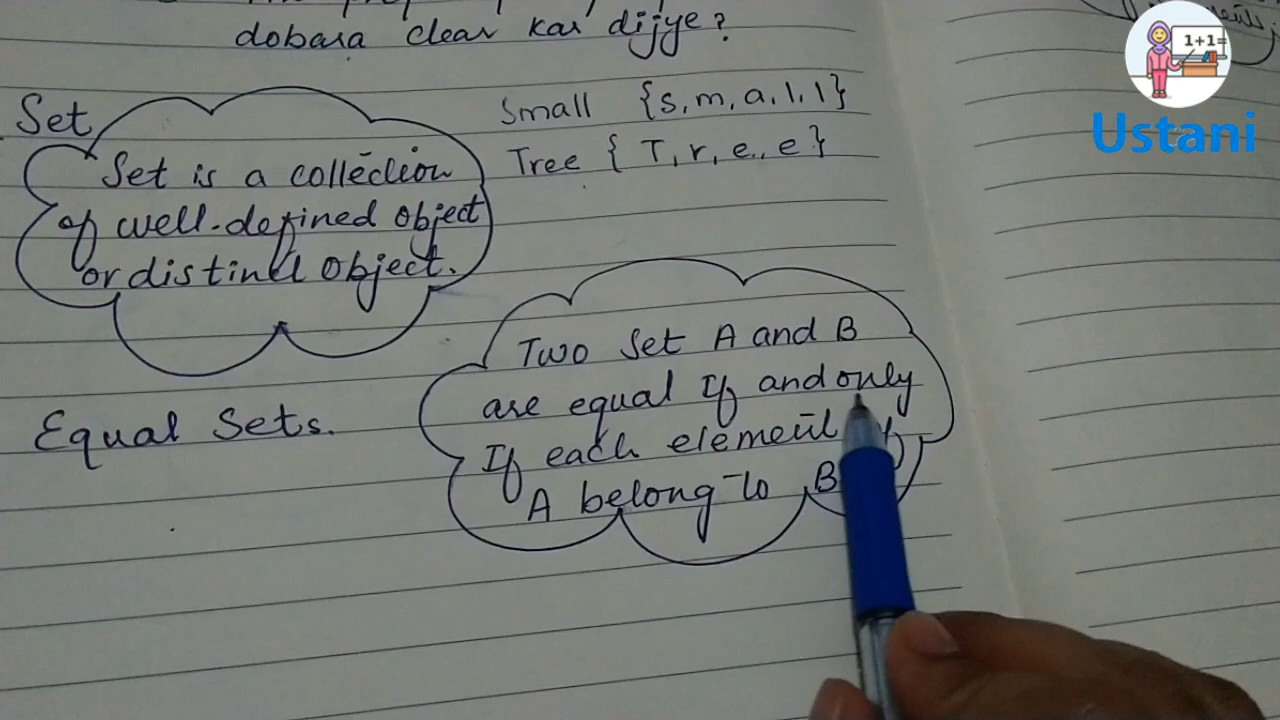 dobara clear kar dijye?
Set
Set is a collection
of well-defined object
or distinct object.
Small {s, m, a, l, l}
Tree { T, r, e, e }
Equal Sets.
Two Set A and B
are equal If and only
If each element
A belong to B
1+1=
Ustani